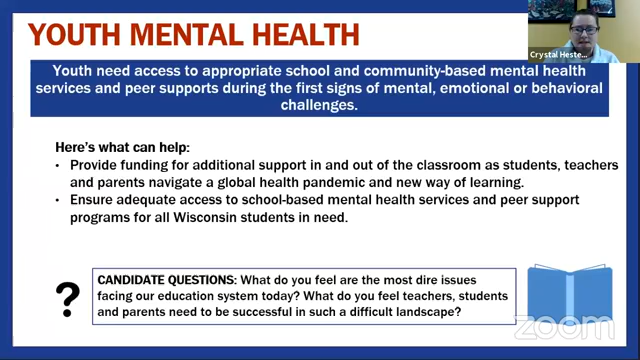 YOUTH MENTAL HEALTH
Crystal Heste...
Youth need access to appropriate school and community-based mental health
services and peer supports during the first signs of mental, emotional or behavioral
challenges.
Here's what can help:
• Provide funding for additional support in and out of the classroom as students, teachers
and parents navigate a global health pandemic and new way of learning.
• Ensure adequate access to school-based mental health services and peer support
programs for all Wisconsin students in need.
?
CANDIDATE QUESTIONS: What do you feel are the most dire issues
facing our education system today? What do you feel teachers, students
and parents need to be successful in such a difficult landscape?
zoom